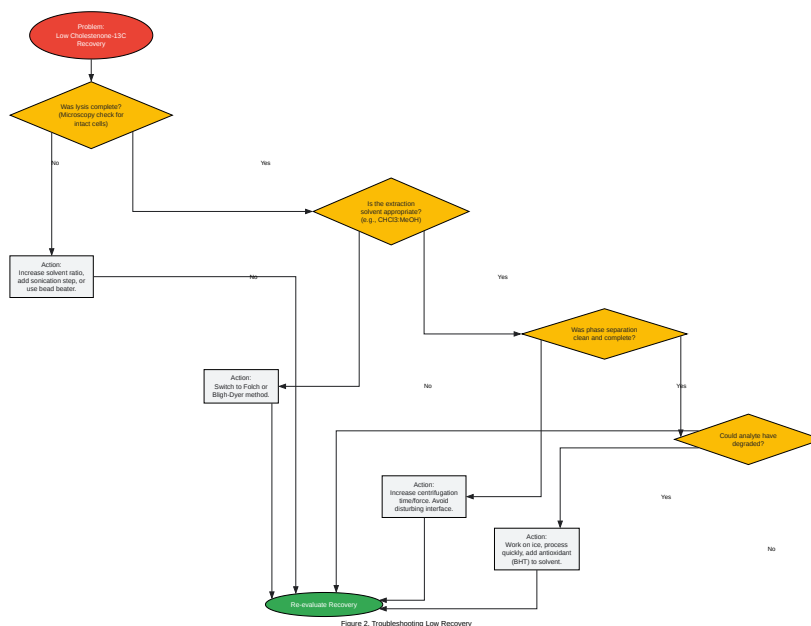 Problem:
Low Cholestenone-13C
Recovery
Was lysis complete?
(Microscopy check for
intact cells)
No
Yes
Is the extraction
solvent appropriate?
(e.g., CHCl3:MeOH)
Action:
Increase solvent ratio,
add sonication step, or
use bead beater.
No
Yes
Was phase separation
clean and complete?
Action:
Switch to Folch or
Bligh-Dyer method.
No
Yes
Could analyte have
degraded?
Action:
Increase centrifugation
time/force. Avoid
disturbing interface.
Yes
Action:
Work on ice, process
quickly, add antioxidant
(BHT) to solvent.
No
Re-evaluate Recovery
Figure 2. Troubleshooting Low Recovery